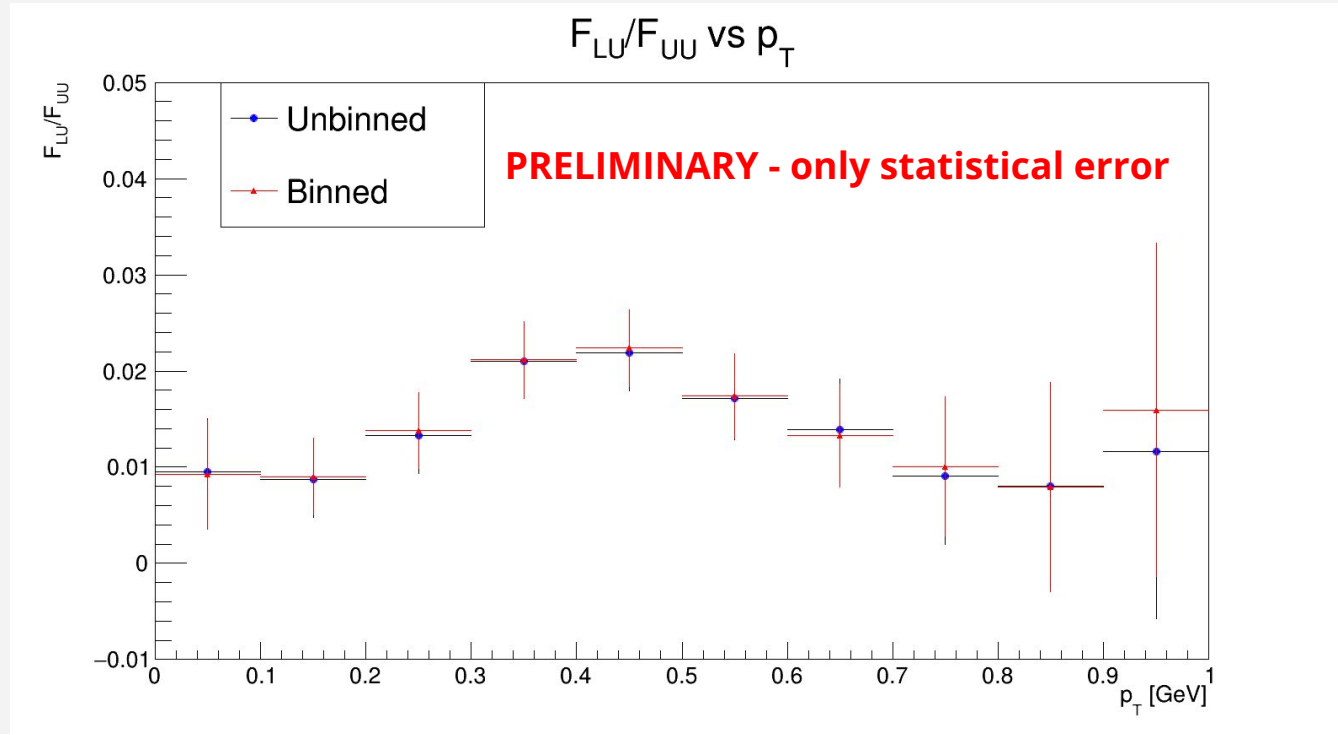 F_LU/F_UU vs p_T
F_LU/F_UU
0.05
0.04
0.03
0.02
0.01
0
−0.01
Unbinned
Binned
PRELIMINARY - only statistical error
0 0.1 0.2 0.3 0.4 0.5 0.6 0.7 0.8 0.9 1
p_T [GeV]